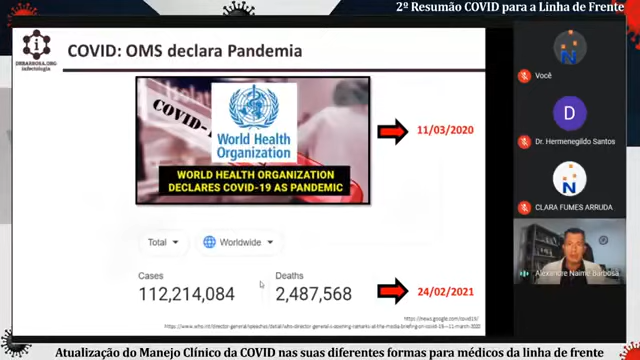 2º Resumão COVID para a Linha de Frente
DRBARBOSA.ORG
infectologia
COVID: OMS declara Pandemia
COVID-
World Health
Organization
WORLD HEALTH ORGANIZATION
DECLARES COVID-19 AS PANDEMIC
11/03/2020
Total
Worldwide
Cases
Deaths
112,214,084
2,487,568
24/02/2021
https://news.google.com/covid19/
Você
D
Dr. Hermenegildo Santos
CLARA FUMES ARRUDA
Alexandre Naime Barbosa
Atualização do Manejo Clínico da COVID nas suas diferentes formas para médicos da linha de frente